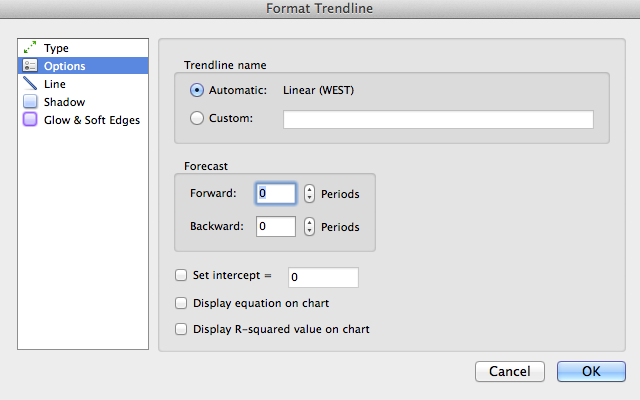 Format Trendline
Type
Options
Line
Shadow
Glow & Soft Edges
Trendline name
Automatic: Linear (WEST)
Custom:
Forecast
Forward: 0 Periods
Backward: 0 Periods
Set intercept = 0
Display equation on chart
Display R-squared value on chart
Cancel OK